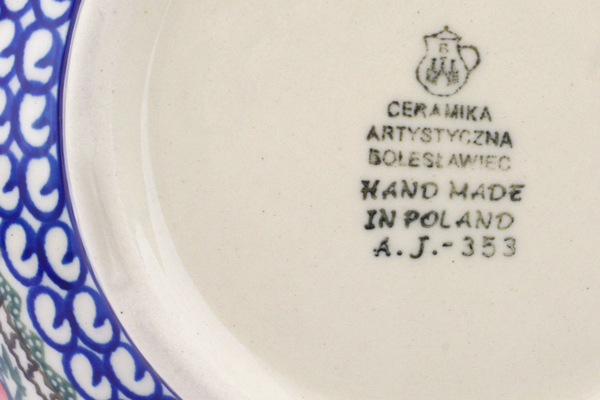 B
CERAMIKA
ARTYSTYCZNA
BOLESŁAWIEC
HAND MADE
IN POLAND
A.J.-353